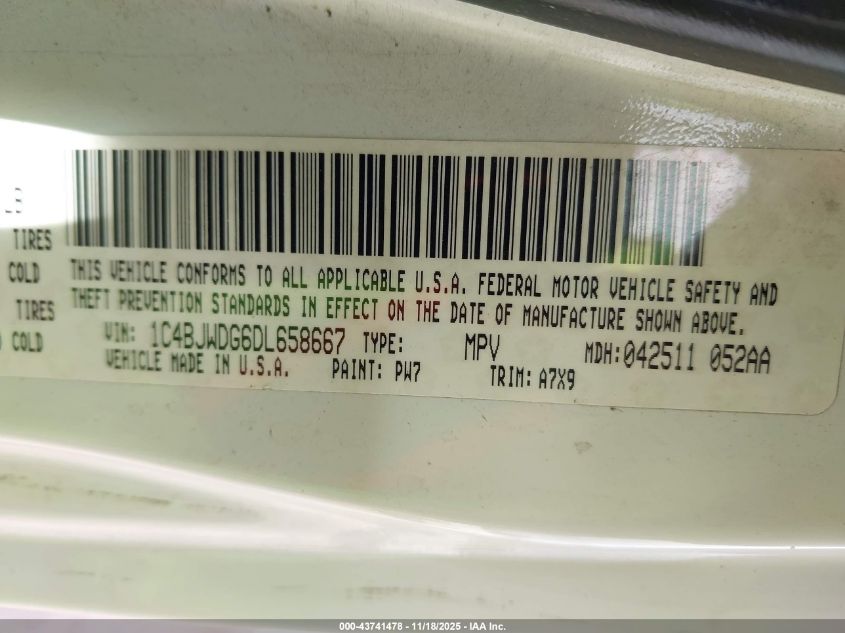 _3
TIRES
COLD
TIRES
COLD
THIS VEHICLE CONFORMS TO ALL APPLICABLE U.S.A. FEDERAL MOTOR VEHICLE SAFETY AND
THEFT PREVENTION STANDARDS IN EFFECT ON THE DATE OF MANUFACTURE SHOWN ABOVE.
VIN: 1C4BJWDG6DL658667 TYPE: MPV MDH:042511 052AA
VEHICLE MADE IN U.S.A. PAINT: PW7 TRIM: A7X9
000-43741478 - 11/18/2025 - IAA Inc.